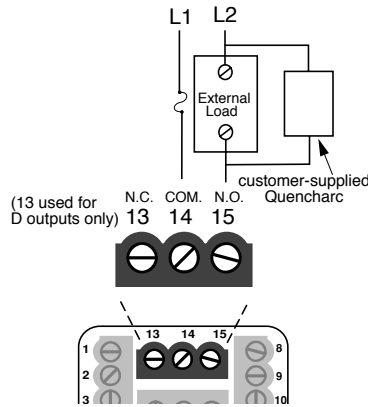 L1 L2
External
Load
customer-supplied
Quencharc
(13 used for
D outputs only)
N.C. COM. N.O.
13 14 15
13 14 15
1
2
3
8
9
10